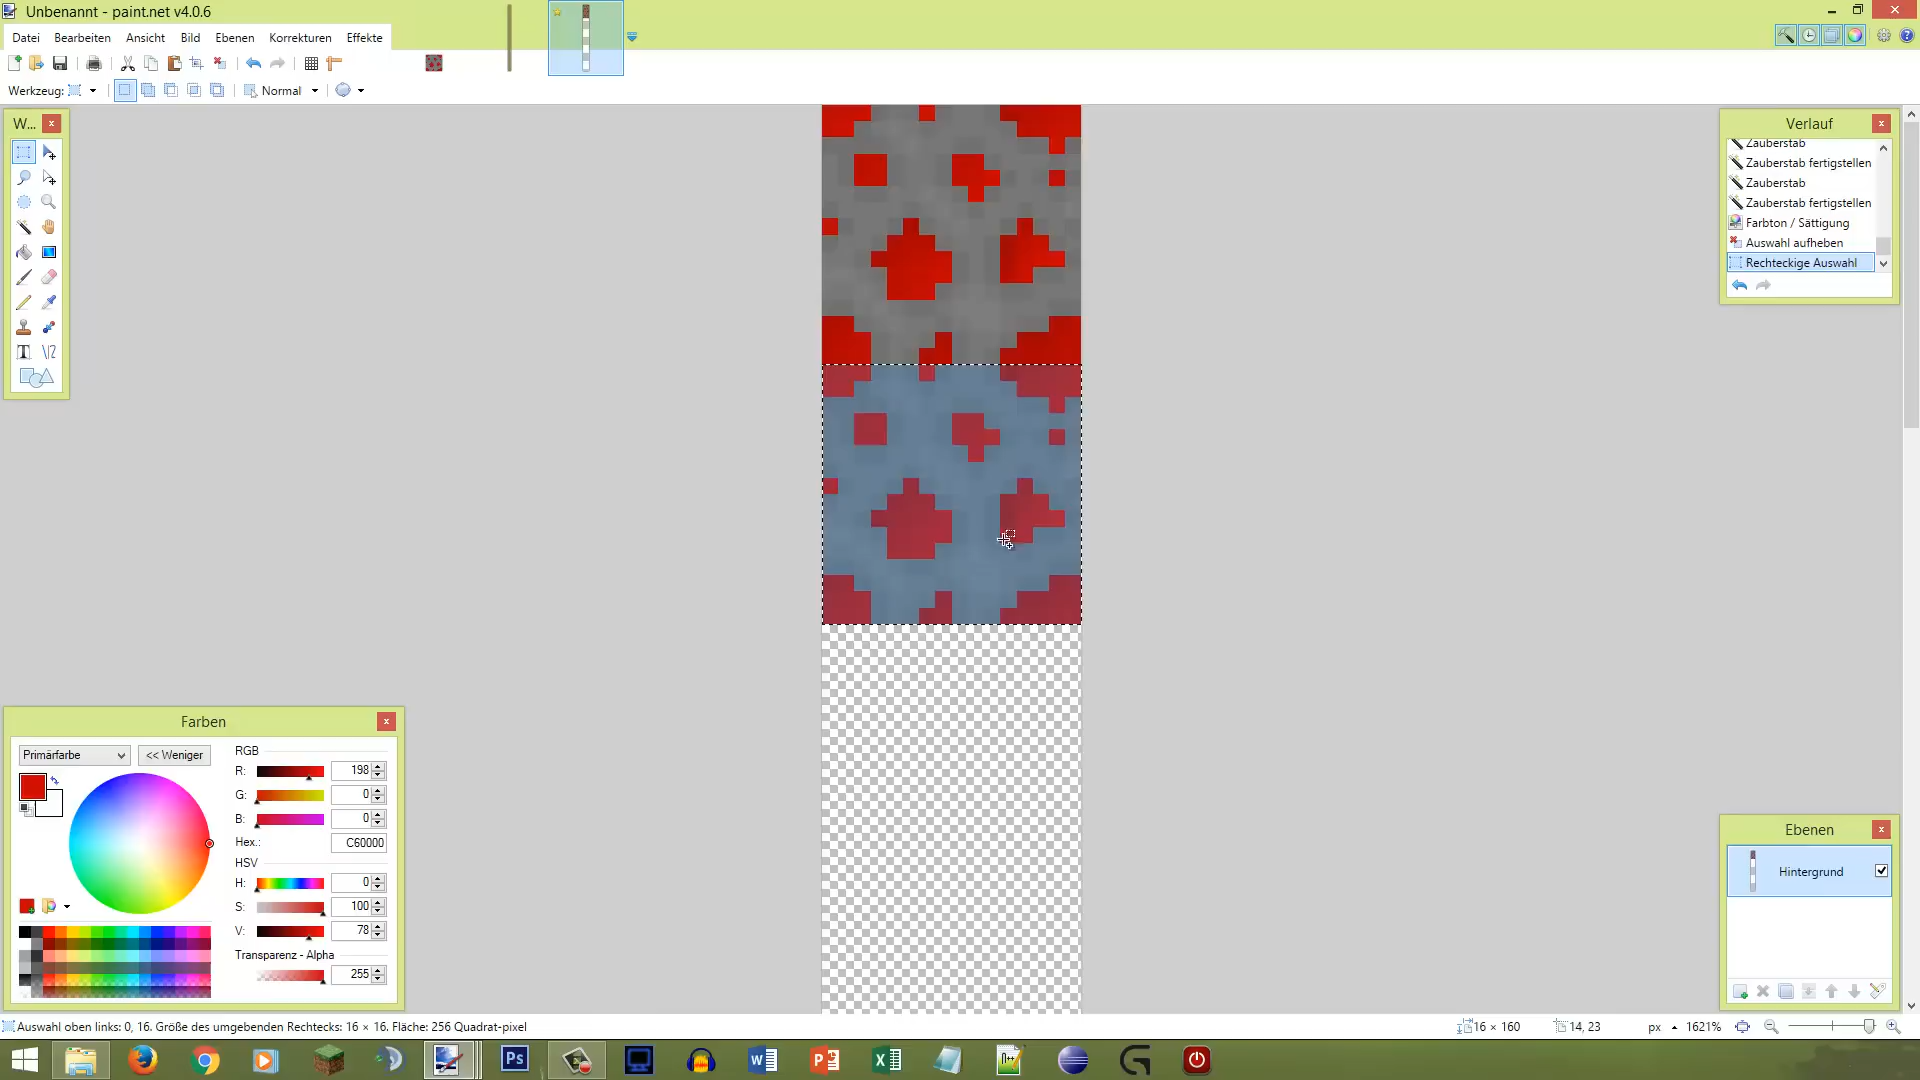 Unbenannt - paint.net v4.0.6
Datei Bearbeiten Ansicht Bild Ebenen Korrekturen Effekte
Werkzeug: Normal
W...
Verlauf
Zauberstab
Zauberstab fertigstellen
Zauberstab
Zauberstab fertigstellen
Farbton / Sättigung
Auswahl aufheben
Rechteckige Auswahl
Farben
Primärfarbe << Weniger
RGB
R: 198
G: 0
B: 0
Hex.: C60000
HSV
H: 0
S: 100
V: 78
Transparenz - Alpha
255
Ebenen
Hintergrund
Auswahl oben links: 0, 16. Größe des umgebenden Rechtecks: 16 × 16. Fläche: 256 Quadrat-pixel
16 × 160 14, 23 px 1621%
Ps